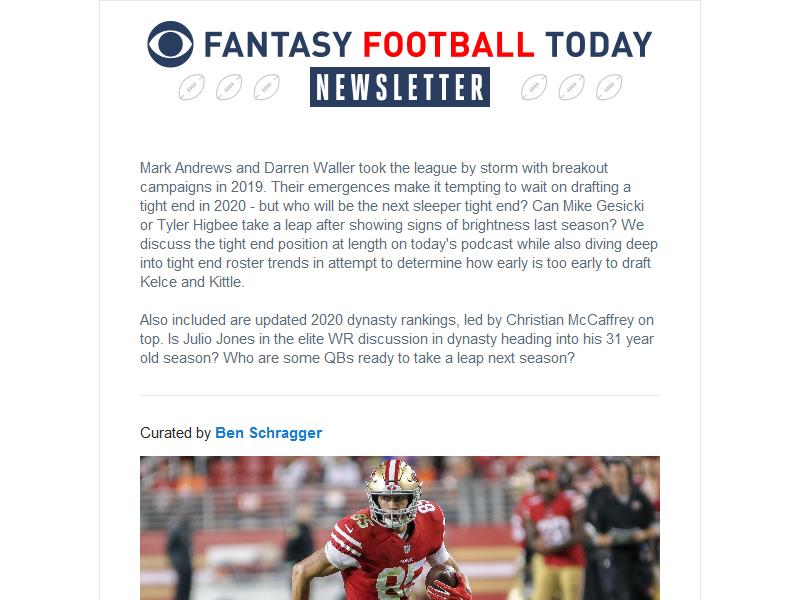 FANTASY FOOTBALL TODAY
NEWSLETTER
Mark Andrews and Darren Waller took the league by storm with breakout
campaigns in 2019. Their emergences make it tempting to wait on drafting a
tight end in 2020 - but who will be the next sleeper tight end? Can Mike Gesicki
or Tyler Higbee take a leap after showing signs of brightness last season? We
discuss the tight end position at length on today's podcast while also diving deep
into tight end roster trends in attempt to determine how early is too early to draft
Kelce and Kittle.
Also included are updated 2020 dynasty rankings, led by Christian McCaffrey on
top. Is Julio Jones in the elite WR discussion in dynasty heading into his 31 year
old season? Who are some QBs ready to take a leap next season?
Curated by Ben Schragger
85
85
85